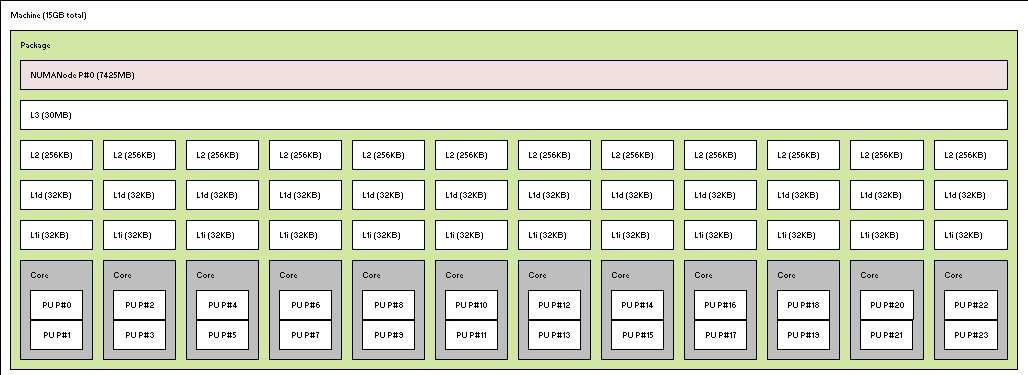 Machine (15GB total)
Package
NUMANode P#0 (7425MB)
L3 (30MB)
L2 (256KB) L2 (256KB) L2 (256KB) L2 (256KB) L2 (256KB) L2 (256KB) L2 (256KB) L2 (256KB) L2 (256KB) L2 (256KB) L2 (256KB) L2 (256KB)
L1d (32KB) L1d (32KB) L1d (32KB) L1d (32KB) L1d (32KB) L1d (32KB) L1d (32KB) L1d (32KB) L1d (32KB) L1d (32KB) L1d (32KB) L1d (32KB)
L1i (32KB) L1i (32KB) L1i (32KB) L1i (32KB) L1i (32KB) L1i (32KB) L1i (32KB) L1i (32KB) L1i (32KB) L1i (32KB) L1i (32KB) L1i (32KB)
Core Core Core Core Core Core Core Core Core Core Core Core
PU P#0 PU P#2 PU P#4 PU P#6 PU P#8 PU P#10 PU P#12 PU P#14 PU P#16 PU P#18 PU P#20 PU P#22
PU P#1 PU P#3 PU P#5 PU P#7 PU P#9 PU P#11 PU P#13 PU P#15 PU P#17 PU P#19 PU P#21 PU P#23